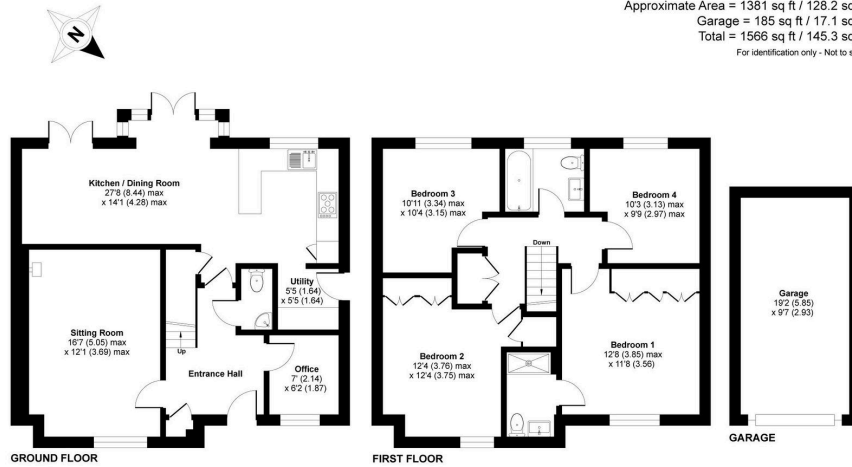 Approximate Area = 1381 sq ft / 128.2 sc
Garage = 185 sq ft / 17.1 sc
Total = 1566 sq ft / 145.3 sc
For identification only - Not to s
N
Kitchen / Dining Room
27'8 (8.44) max
x 14'1 (4.28) max
Utility
5'5 (1.64)
x 5'5 (1.64)
Sitting Room
16'7 (5.05) max
x 12'1 (3.69) max
Up
Entrance Hall
Office
7' (2.14)
x 6'2 (1.87)
GROUND FLOOR
Bedroom 3
10'11 (3.34) max
x 10'4 (3.15) max
Bedroom 4
10'3 (3.13) max
x 9'9 (2.97) max
Down
Bedroom 2
12'4 (3.76) max
x 12'4 (3.75) max
Bedroom 1
12'8 (3.85) max
x 11'8 (3.56)
FIRST FLOOR
Garage
19'2 (5.85)
x 9'7 (2.93)
GARAGE